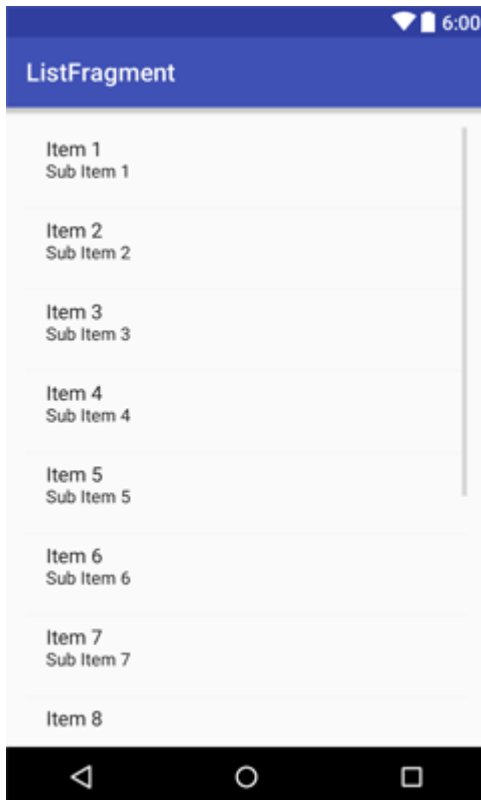 6:00
ListFragment
Item 1
Sub Item 1
Item 2
Sub Item 2
Item 3
Sub Item 3
Item 4
Sub Item 4
Item 5
Sub Item 5
Item 6
Sub Item 6
Item 7
Sub Item 7
Item 8